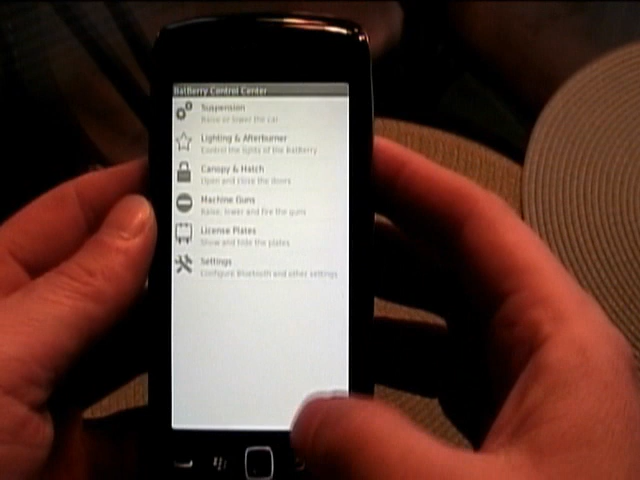 BatBerry Control Center
Suspension
Raise or lower the car
Lighting & Afterburner
Control the lights of the BatBerry
Canopy & Hatch
Open and close the doors
Machine Guns
Raise, lower and fire the guns
License Plates
Show and hide the plates
Settings
Configure Bluetooth and other settings